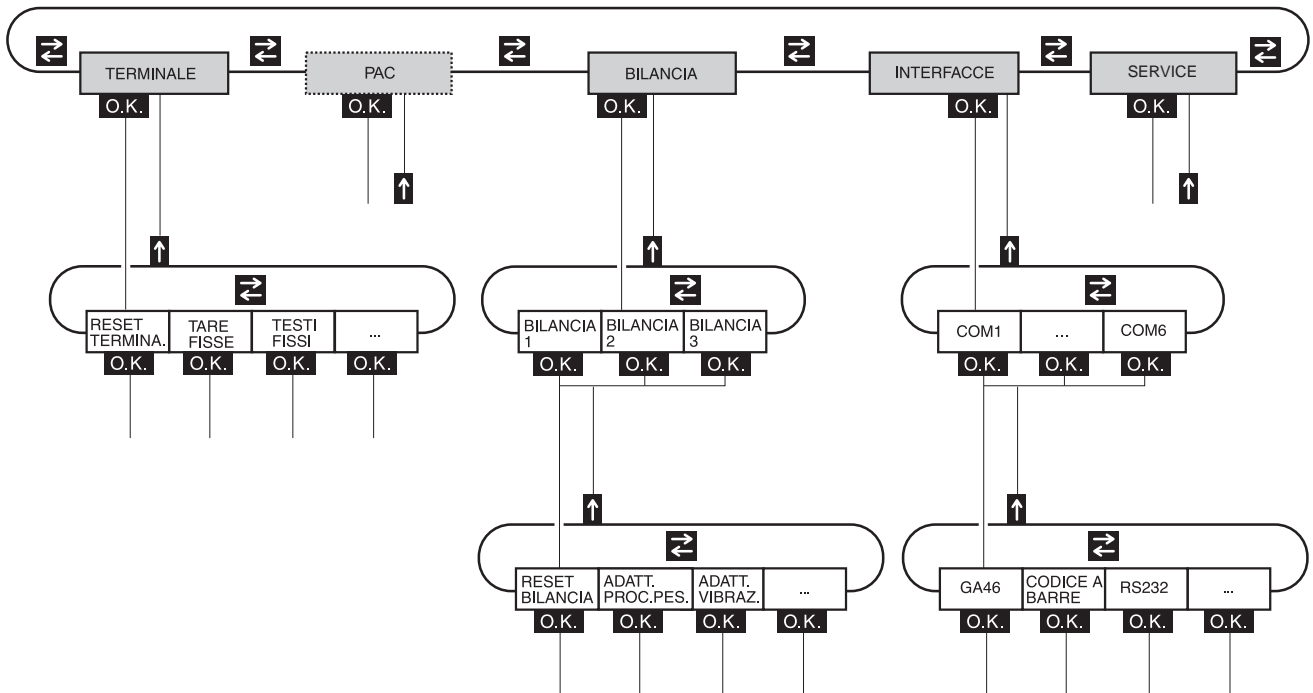 TERMINALE
PAC
BILANCIA
INTERFACCE
SERVICE
O.K.
O.K.
O.K.
O.K.
O.K.
RESET
TERMINA.
TARE
FISSE
TESTI
FISSI
...
BILANCIA
1
BILANCIA
2
BILANCIA
3
COM1
...
COM6
O.K.
O.K.
O.K.
O.K.
O.K.
O.K.
O.K.
O.K.
O.K.
O.K.
RESET
BILANCIA
ADATT.
PROC.PES.
ADATT.
VIBRAZ.
...
GA46
CODICE A
BARRE
RS232
...
O.K.
O.K.
O.K.
O.K.
O.K.
O.K.
O.K.
O.K.